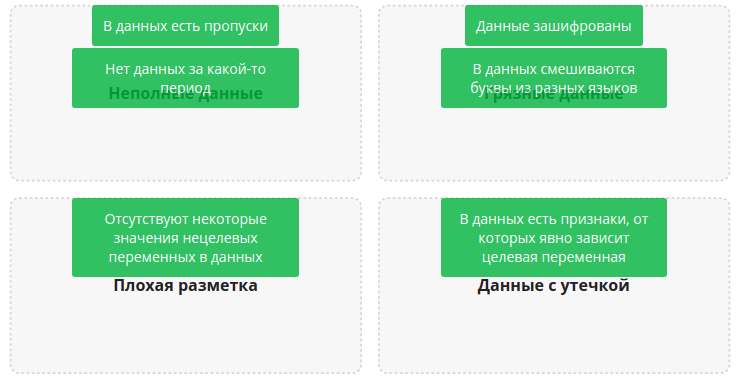 В данных есть пропуски
Нет данных за какой-то
период
Неполные данные
Данные зашифрованы
В данных смешиваются
буквы из разных языков
Грязные данные
Отсутствуют некоторые
значения нецелевых
переменных в данных
Плохая разметка
В данных есть признаки, от
которых явно зависит
целевая переменная
Данные с утечкой